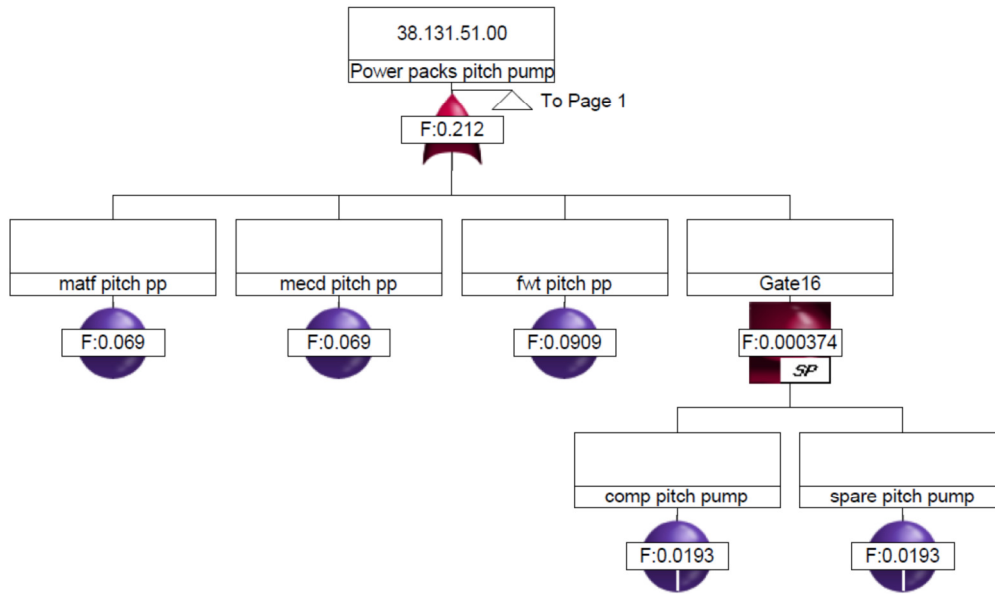 38.131.51.00
Power packs pitch pump
To Page 1
F:0.212
matf pitch pp
mecd pitch pp
fwt pitch pp
Gate16
F:0.069
F:0.069
F:0.0909
F:0.000374
SP
comp pitch pump
spare pitch pump
F:0.0193
F:0.0193